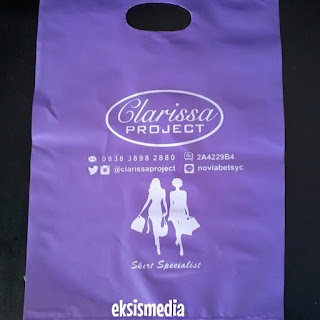 Clarissa
PROJECT
0838 3898 2880 2A4229B4
@clarissaproject noviabetsyc
Skirt Specialist
eksismedia